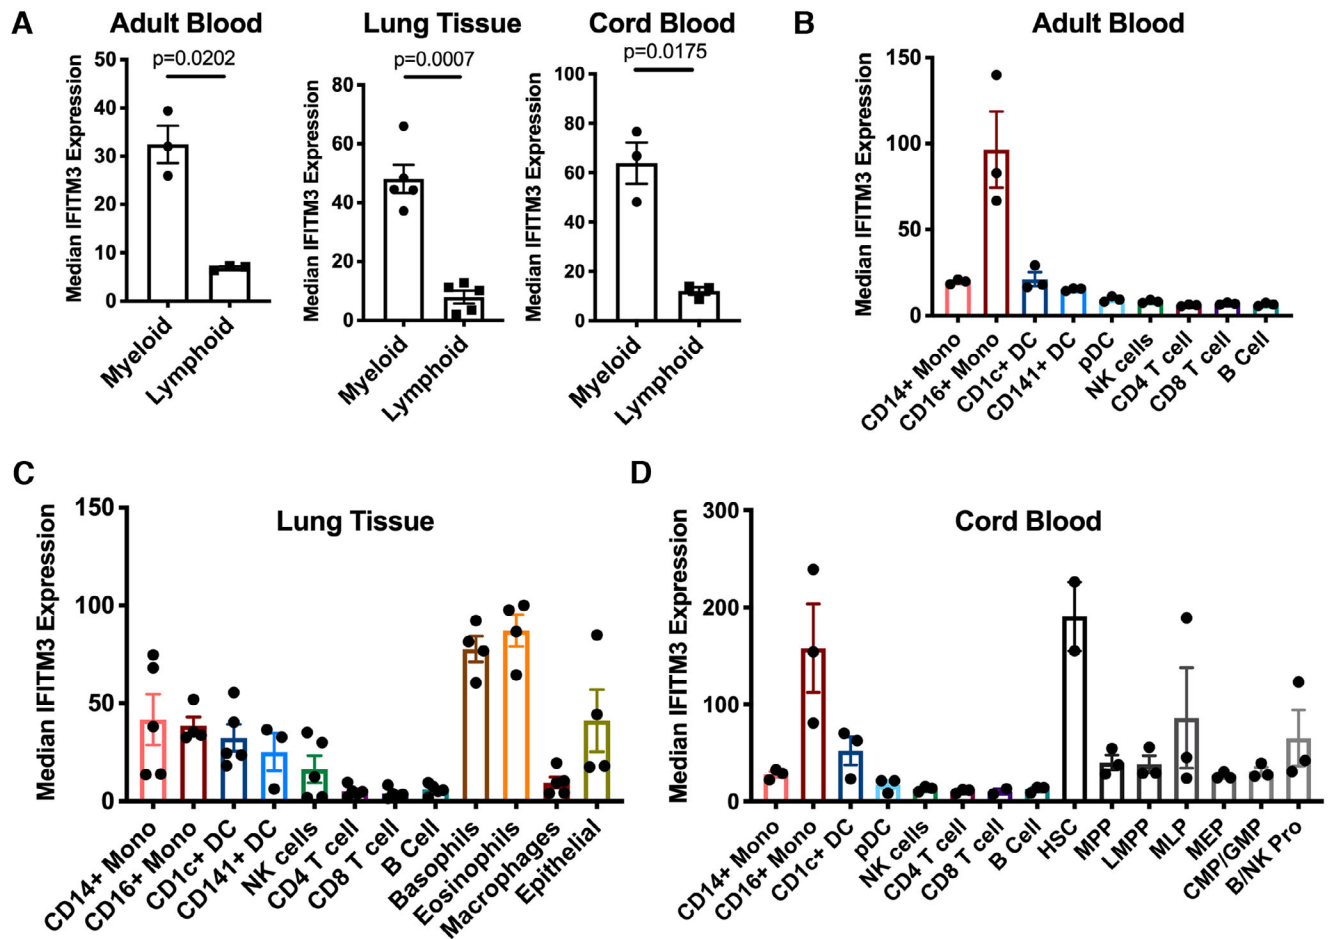 A
Adult Blood
p=0.0202
Median IFITM3 Expression
50
40
30
20
10
0
Myeloid
Lymphoid
Lung Tissue
p=0.0007
Median IFITM3 Expression
80
60
40
20
0
Myeloid
Lymphoid
Cord Blood
p=0.0175
Median IFITM3 Expression
100
80
60
40
20
0
Myeloid
Lymphoid
B
Adult Blood
Median IFITM3 Expression
150
100
50
0
CD14+ Mono
CD16+ Mono
CD1c+ DC
CD141+ DC
pDC
NK cells
CD4 T cell
CD8 T cell
B Cell
C
Lung Tissue
Median IFITM3 Expression
150
100
50
0
CD14+ Mono
CD16+ Mono
CD1c+ DC
CD141+ DC
NK cells
CD4 T cell
CD8 T cell
B Cell
Basophils
Eosinophils
Macrophages
Epithelial
D
Cord Blood
Median IFITM3 Expression
300
200
100
0
CD14+ Mono
CD16+ Mono
CD1c+ DC
pDC
NK cells
CD4 T cell
CD8 T cell
B Cell
HSC
MPP
LMPP
MLP
MEP
CMP/GMP
B/NK Pro